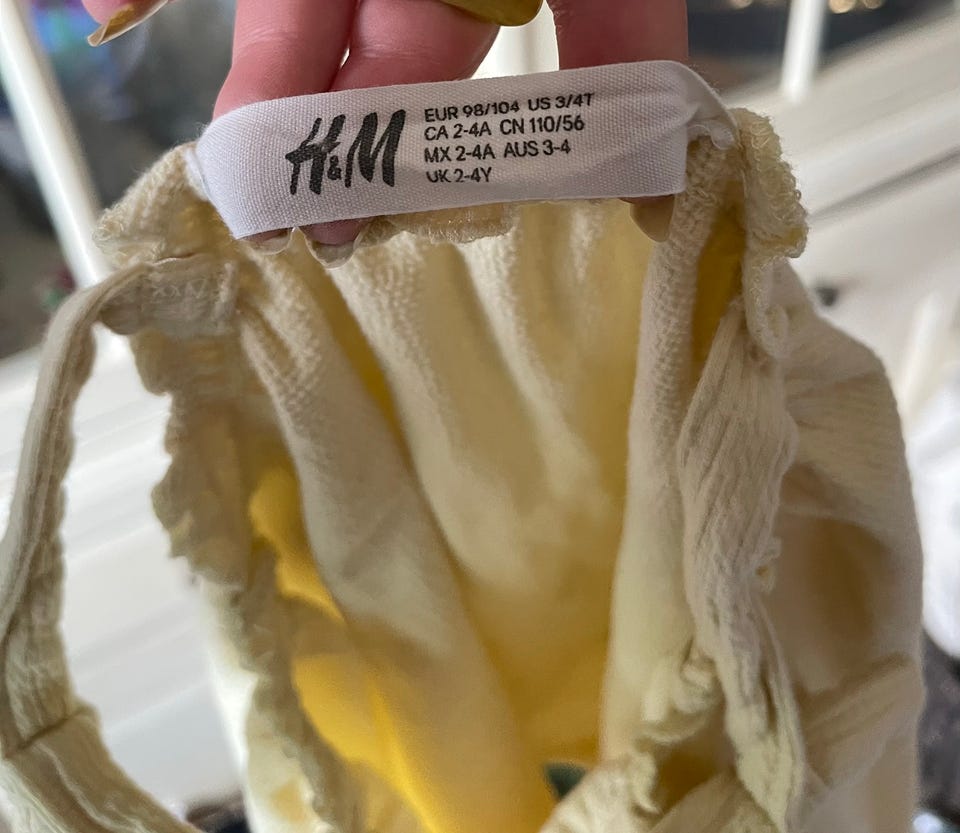 H&M
EUR 98/104 US 3/4T
CA 2-4A CN 110/56
MX 2-4A AUS 3-4
UK 2-4Y